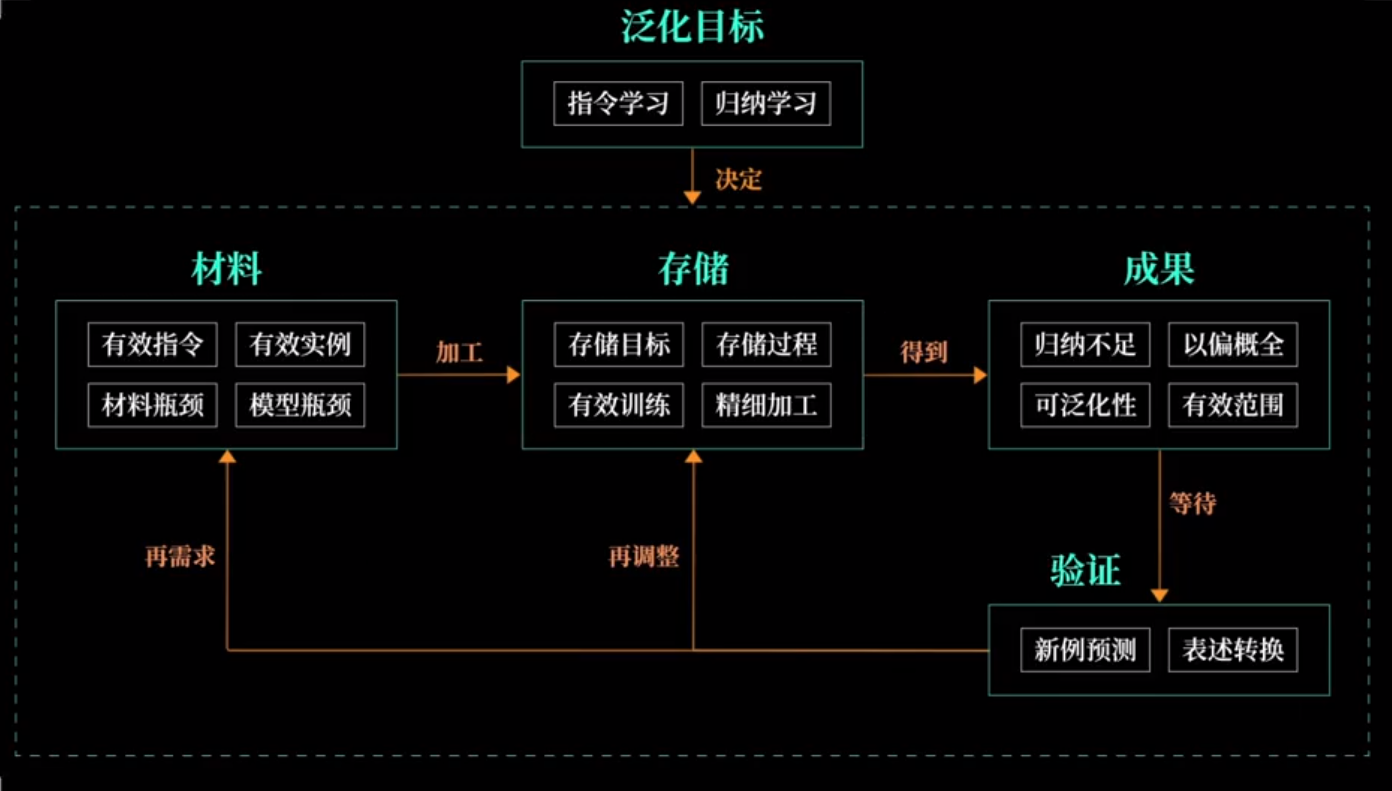 泛化目标
指令学习 归纳学习
决定
材料 存储 成果
有效指令 有效实例 存储目标 存储过程 归纳不足 以偏概全
加工 得到
材料瓶颈 模型瓶颈 有效训练 精细加工 可泛化性 有效范围
等待
再需求 再调整
验证
新例预测 表述转换